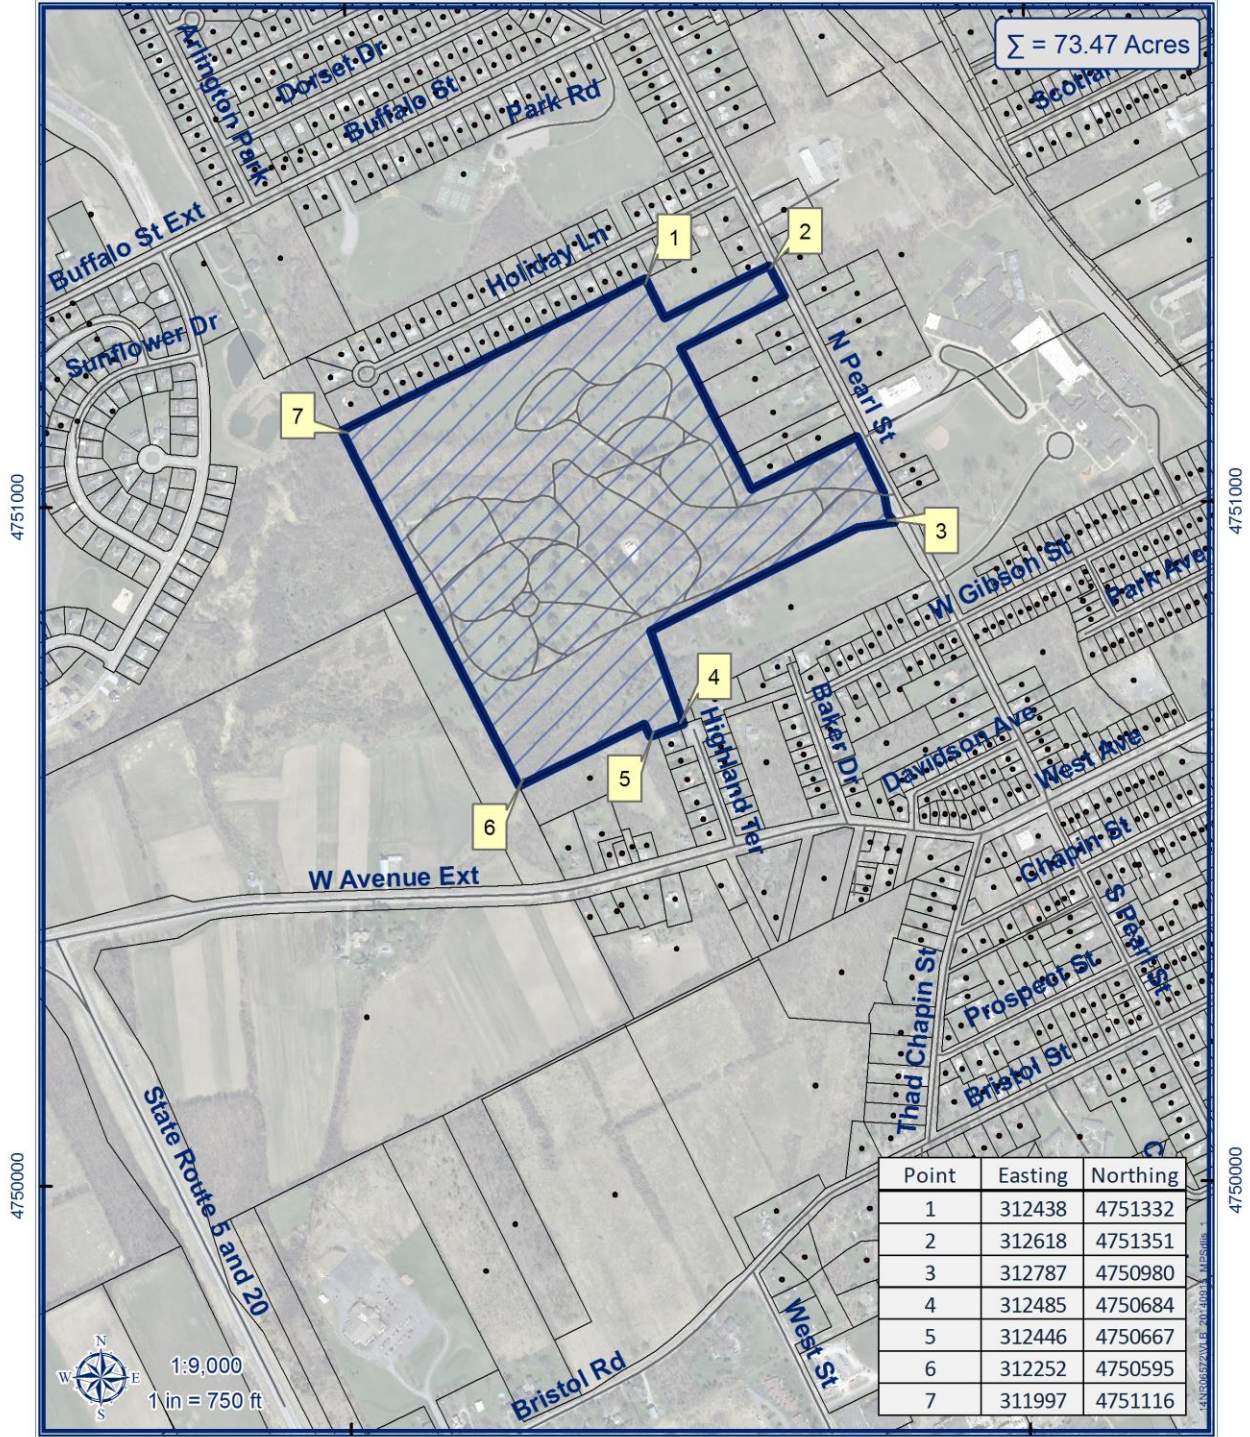 Σ = 73.47 Acres
Arlington Park
Dorset Dr
Buffalo St
Park Rd
Buffalo St Ext
Sunflower Dr
Holiday Ln
1
2
N Pearl St
7
4751000
4751000
3
W Gibson St
Park Ave
4
Baker Dr
Highland Ter
Davidson Ave
West Ave
5
6
W Avenue Ext
Chapin St
S Pearl St
Thad Chapin St
Prospect St
Bristol St
State Route 5 and 20
4750000
4750000
Point Easting Northing
1 312438 4751332
2 312618 4751351
3 312787 4750980
4 312485 4750684
5 312446 4750667
6 312252 4750595
7 311997 4751116
West St
Bristol Rd
N
W E
S
1:9,000
1 in = 750 ft